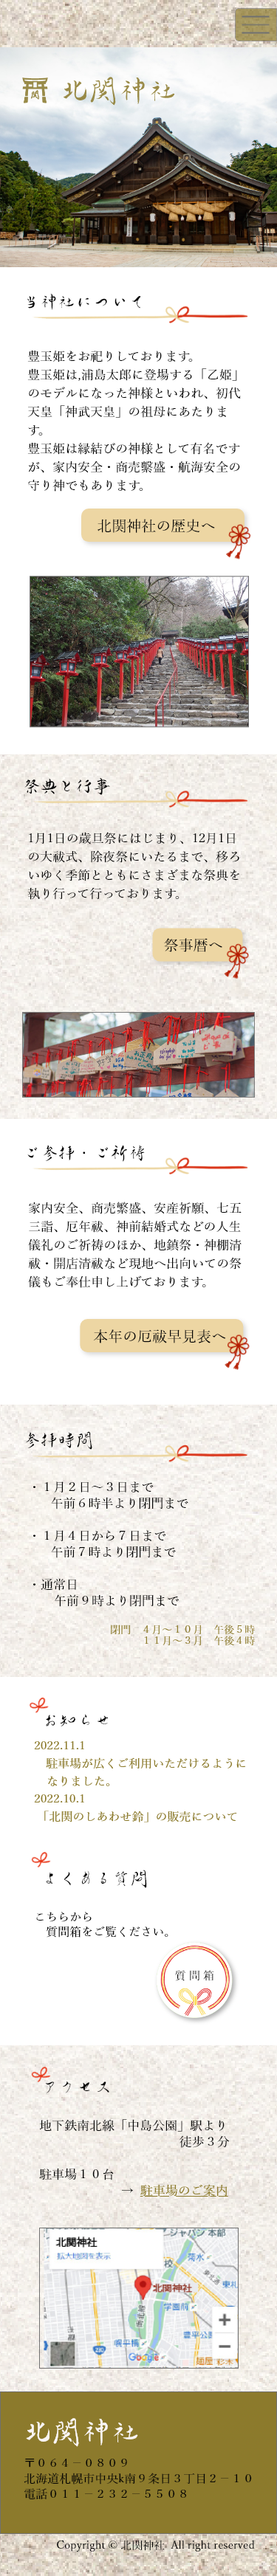 北関神社
当神社について
豊玉姫をお祀りしております。
豊玉姫は,浦島太郎に登場する「乙姫」
のモデルになった神様といわれ、初代
天皇「神武天皇」の祖母にあたりま
す。
豊玉姫は縁結びの神様として有名です
が、家内安全・商売繁盛・航海安全の
守り神でもあります。
北関神社の歴史へ
祭典と行事
1月1日の歳旦祭にはじまり、12月1日
の大祓式、除夜祭にいたるまで、移ろ
いゆく季節とともにさまざまな祭典を
執り行って行っております。
祭事暦へ
ご参拝・ご祈祷
家内安全、商売繁盛、安産祈願、七五
三詣、厄年祓、神前結婚式などの人生
儀礼のご祈祷のほか、地鎮祭・神棚清
祓・開店清祓など現地へ出向いての祭
儀もご奉仕申し上げております。
本年の厄祓早見表へ
参拝時間
・１月２日〜３日まで
午前６時半より閉門まで
・１月４日から７日まで
午前７時より閉門まで
・通常日
午前９時より閉門まで
閉門　４月〜１０月　午後５時
１１月〜３月　午後４時
お知らせ
2022.11.1
駐車場が広くご利用いただけるように
なりました。
2022.10.1
「北関のしあわせ鈴」の販売について
よくある質問
こちらから
質問箱をご覧ください。
質問箱
アクセス
地下鉄南北線「中島公園」駅より
徒歩３分
駐車場１０台
→ 駐車場のご案内
北関神社
拡大地図を表示
ジャパン 本部
菊水
北関神社
学園前
幌平橋
Google
北関神社
〒０６４－０８０９
北海道札幌市中央k南９条日３丁目２－１０
電話０１１－２３２－５５０８
Copyright © 北関神社 All right reserved